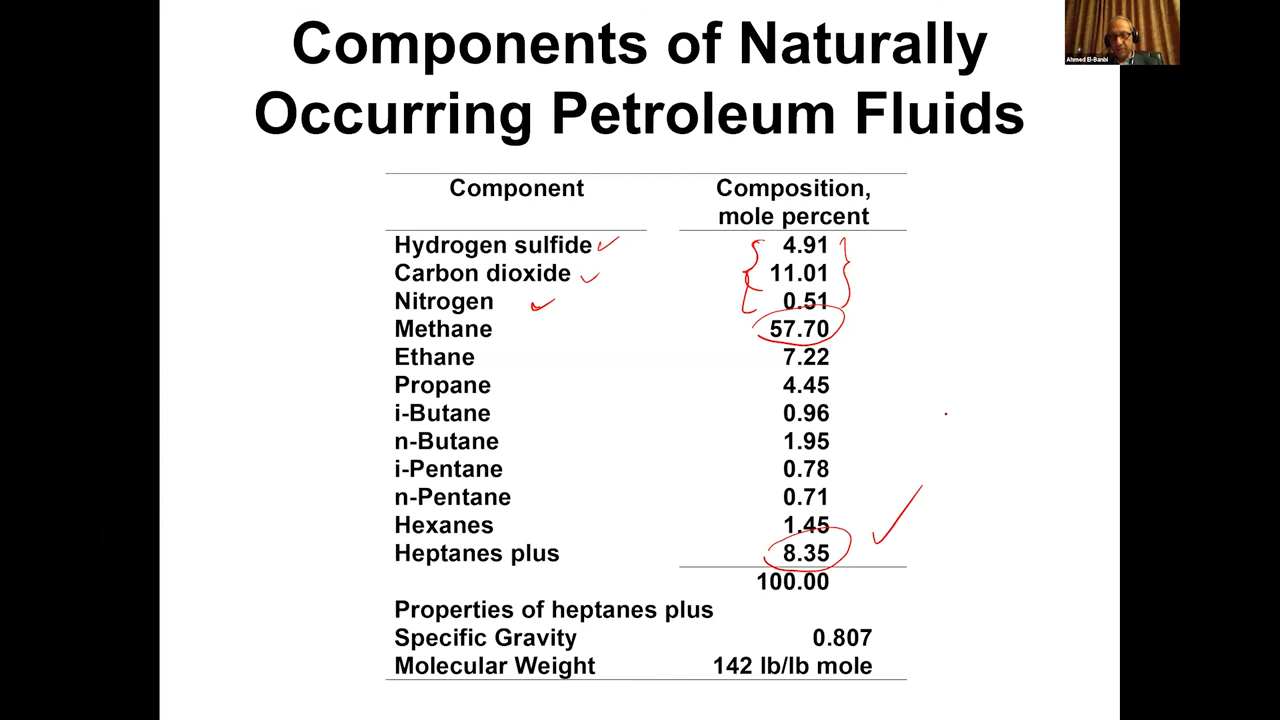 Components of Naturally
Occurring Petroleum Fluids
Ahmed El-Banbi
Component Composition,
mole percent
Hydrogen sulfide 4.91
Carbon dioxide 11.01
Nitrogen 0.51
Methane 57.70
Ethane 7.22
Propane 4.45
i-Butane 0.96
n-Butane 1.95
i-Pentane 0.78
n-Pentane 0.71
Hexanes 1.45
Heptanes plus 8.35
100.00
Properties of heptanes plus
Specific Gravity 0.807
Molecular Weight 142 lb/lb mole